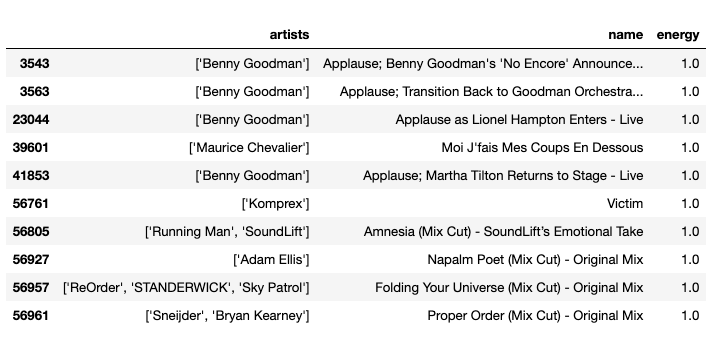 artists name energy
3543 ['Benny Goodman'] Applause; Benny Goodman's 'No Encore' Announce... 1.0
3563 ['Benny Goodman'] Applause; Transition Back to Goodman Orchestra... 1.0
23044 ['Benny Goodman'] Applause as Lionel Hampton Enters - Live 1.0
39601 ['Maurice Chevalier'] Moi J'fais Mes Coups En Dessous 1.0
41853 ['Benny Goodman'] Applause; Martha Tilton Returns to Stage - Live 1.0
56761 ['Komprex'] Victim 1.0
56805 ['Running Man', 'SoundLift'] Amnesia (Mix Cut) - SoundLift’s Emotional Take 1.0
56927 ['Adam Ellis'] Napalm Poet (Mix Cut) - Original Mix 1.0
56957 ['ReOrder', 'STANDERWICK', 'Sky Patrol'] Folding Your Universe (Mix Cut) - Original Mix 1.0
56961 ['Sneijder', 'Bryan Kearney'] Proper Order (Mix Cut) - Original Mix 1.0